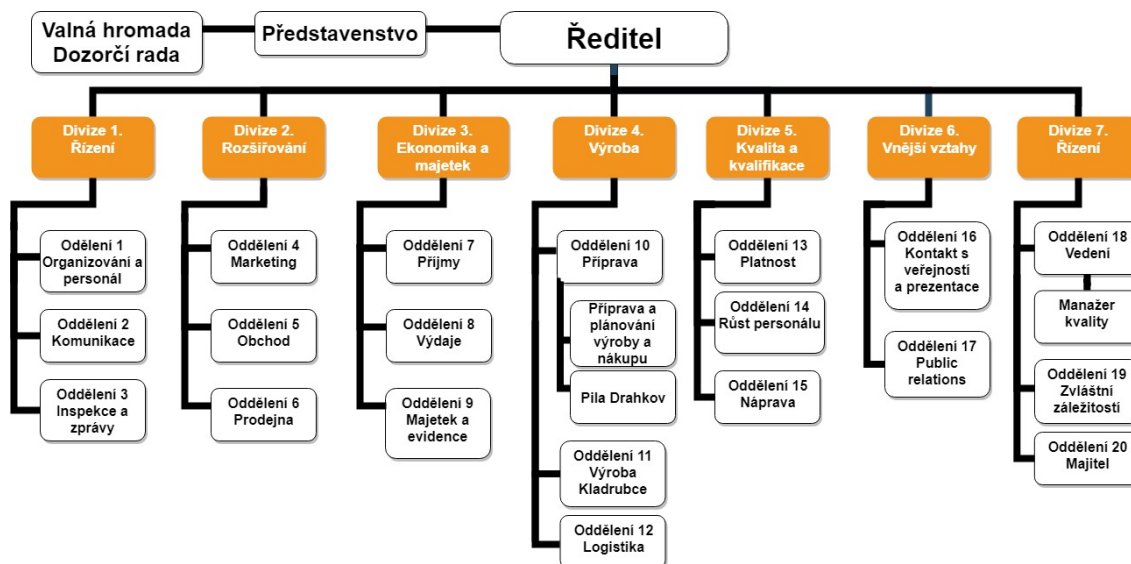 Valná hromada
Dozorčí rada
Představenstvo
Ředitel
Divize 1.
Řízení
Divize 2.
Rozšiřování
Divize 3.
Ekonomika a
majetek
Divize 4.
Výroba
Divize 5.
Kvalita a
kvalifikace
Divize 6.
Vnější vztahy
Divize 7.
Řízení
Oddělení 1
Organizování a
personál
Oddělení 2
Komunikace
Oddělení 3
Inspekce a
zprávy
Oddělení 4
Marketing
Oddělení 5
Obchod
Oddělení 6
Prodejna
Oddělení 7
Příjmy
Oddělení 8
Výdaje
Oddělení 9
Majetek a
evidence
Oddělení 10
Příprava
Příprava a
plánování
výroby a
nákupu
Pila Drahkov
Oddělení 11
Výroba
Kladrubce
Oddělení 12
Logistika
Oddělení 13
Platnost
Oddělení 14
Růst personálu
Oddělení 15
Náprava
Oddělení 16
Kontakt s
veřejností
a prezentace
Oddělení 17
Public
relations
Oddělení 18
Vedení
Manažer
kvality
Oddělení 19
Zvláštní
záležitostí
Oddělení 20
Majitel